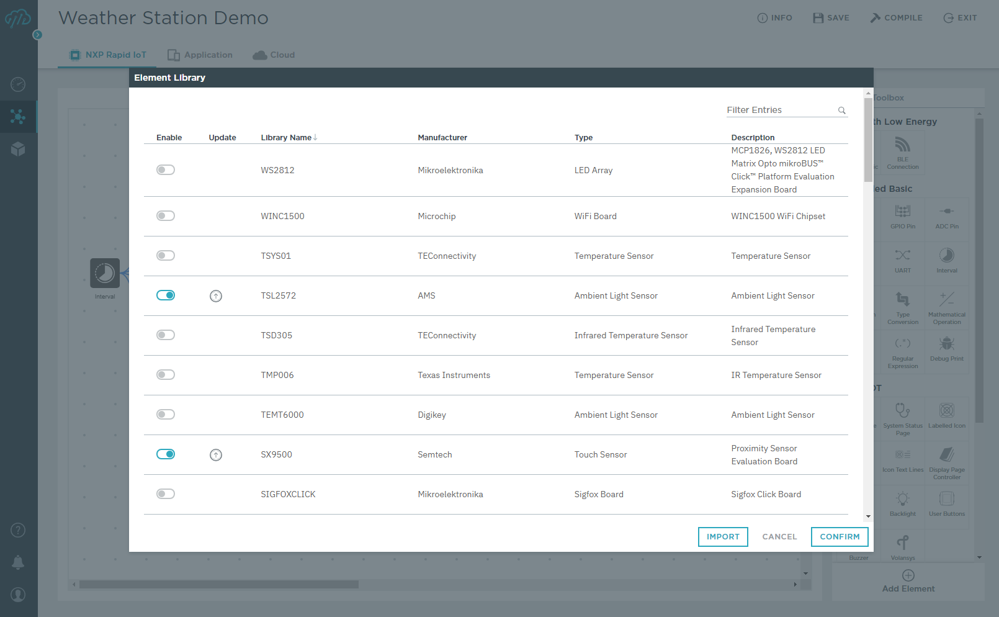 Weather Station Demo
INFO
SAVE
COMPILE
EXIT
NXP Rapid IoT
Application
Cloud
Element Library
Filter Entries
Enable Update Library Name Manufacturer Type Description
WS2812 Mikroelektronika LED Array MCP1826, WS2812 LED
Matrix Opto mikroBUS™
Click™ Platform Evaluation
Expansion Board
WINC1500 Microchip WiFi Board WINC1500 WiFi Chipset
TSYS01 TEConnectivity Temperature Sensor Temperature Sensor
TSL2572 AMS Ambient Light Sensor Ambient Light Sensor
TSD305 TEConnectivity Infrared Temperature Sensor Infrared Temperature
Sensor
TMP006 Texas Instruments Temperature Sensor IR Temperature Sensor
TEMT6000 Digikey Ambient Light Sensor Ambient Light Sensor
SX9500 Semtech Touch Sensor Proximity Sensor
Evaluation Board
SIGFOXCLICK Mikroelektronika Sigfox Board Sigfox Click Board
IMPORT
CANCEL
CONFIRM
Interval
Toolbox
th Low Energy
ic
BLE
Connection
ed Basic
GPIO Pin
ADC Pin
UART
Interval
n
Type
Conversion
Mathematical
Operation
Regular
Expression
Debug Print
OT
e
System Status
Page
Labelled Icon
Icon Text Lines
Display Page
Controller
Backlight
User Buttons
Buzzer
Volansys
Add Element